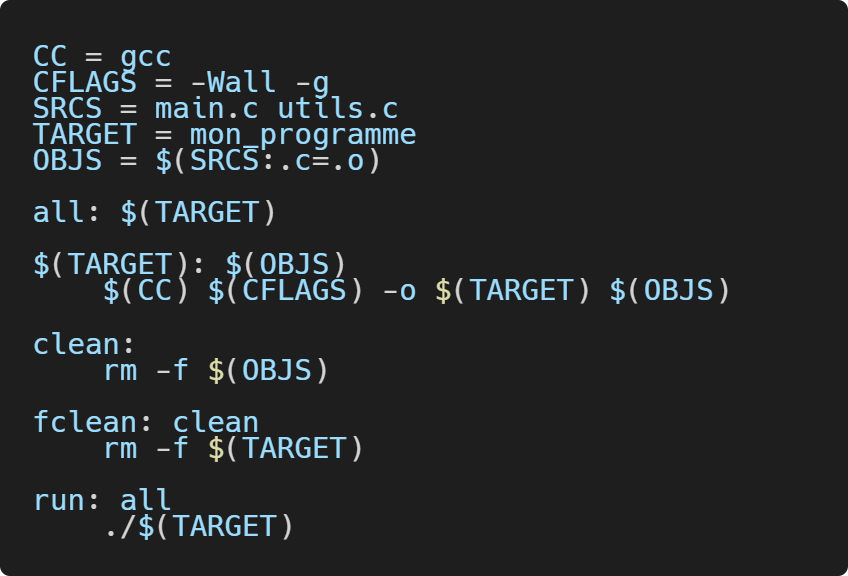 CC = gcc
CFLAGS = -Wall -g
SRCS = main.c utils.c
TARGET = mon_programme
OBJS = $(SRCS:.c=.o)

all: $(TARGET)

$(TARGET): $(OBJS)
    $(CC) $(CFLAGS) -o $(TARGET) $(OBJS)

clean:
    rm -f $(OBJS)

fclean: clean
    rm -f $(TARGET)

run: all
    ./$(TARGET)